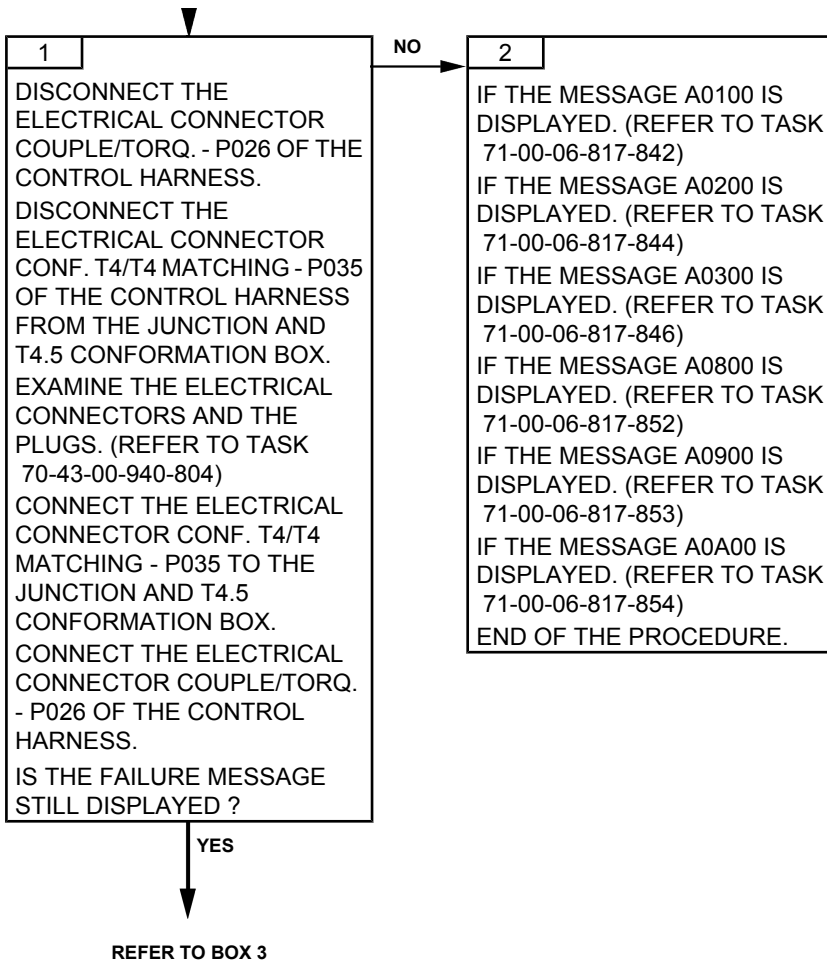 1
DISCONNECT THE
ELECTRICAL CONNECTOR
COUPLE/TORQ. - P026 OF THE
CONTROL HARNESS.
DISCONNECT THE
ELECTRICAL CONNECTOR
CONF. T4/T4 MATCHING - P035
OF THE CONTROL HARNESS
FROM THE JUNCTION AND
T4.5 CONFORMATION BOX.
EXAMINE THE ELECTRICAL
CONNECTORS AND THE
PLUGS. (REFER TO TASK
70-43-00-940-804)
CONNECT THE ELECTRICAL
CONNECTOR CONF. T4/T4
MATCHING - P035 TO THE
JUNCTION AND T4.5
CONFORMATION BOX.
CONNECT THE ELECTRICAL
CONNECTOR COUPLE/TORQ.
- P026 OF THE CONTROL
HARNESS.
IS THE FAILURE MESSAGE
STILL DISPLAYED ?
NO
2
IF THE MESSAGE A0100 IS
DISPLAYED. (REFER TO TASK
71-00-06-817-842)
IF THE MESSAGE A0200 IS
DISPLAYED. (REFER TO TASK
71-00-06-817-844)
IF THE MESSAGE A0300 IS
DISPLAYED. (REFER TO TASK
71-00-06-817-846)
IF THE MESSAGE A0800 IS
DISPLAYED. (REFER TO TASK
71-00-06-817-852)
IF THE MESSAGE A0900 IS
DISPLAYED. (REFER TO TASK
71-00-06-817-853)
IF THE MESSAGE A0A00 IS
DISPLAYED. (REFER TO TASK
71-00-06-817-854)
END OF THE PROCEDURE.
YES
REFER TO BOX 3